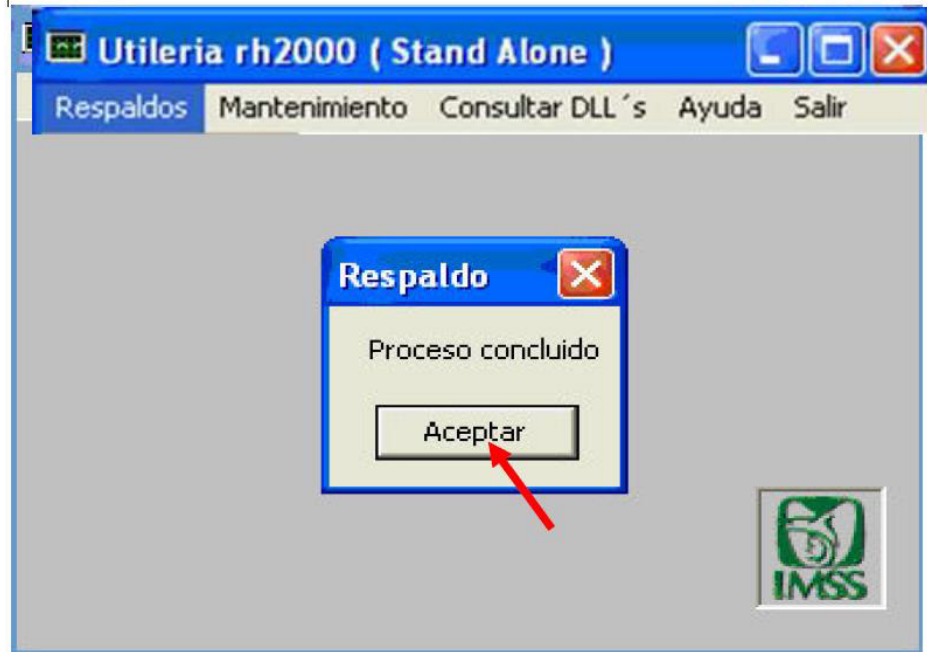 Utileria rh2000 ( Stand Alone )
Respaldos Mantenimiento Consultar DLL´s Ayuda Salir
Respaldo
Proceso concluido
Aceptar
IMSS